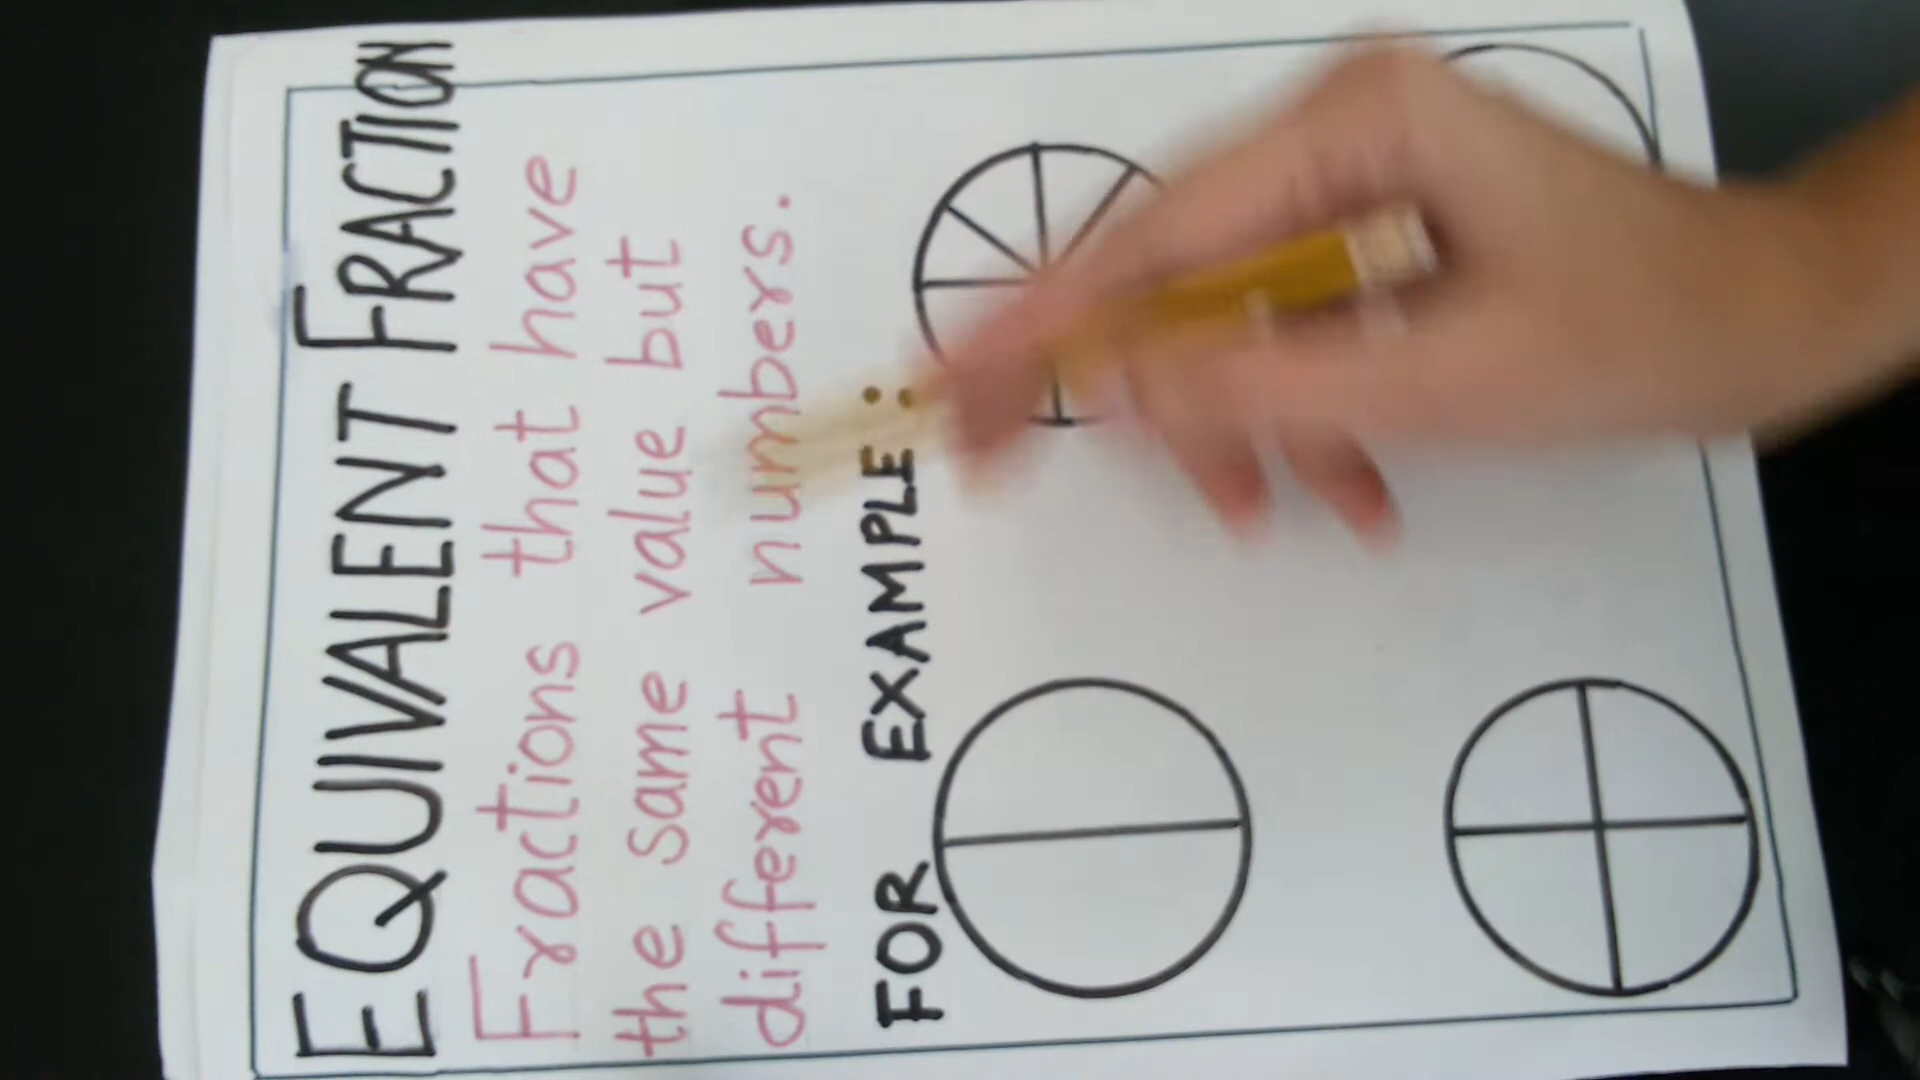 EQUIVALENT FRACTION
Fractions that have
the same value but
different numbers.
FOR EXAMPLE :